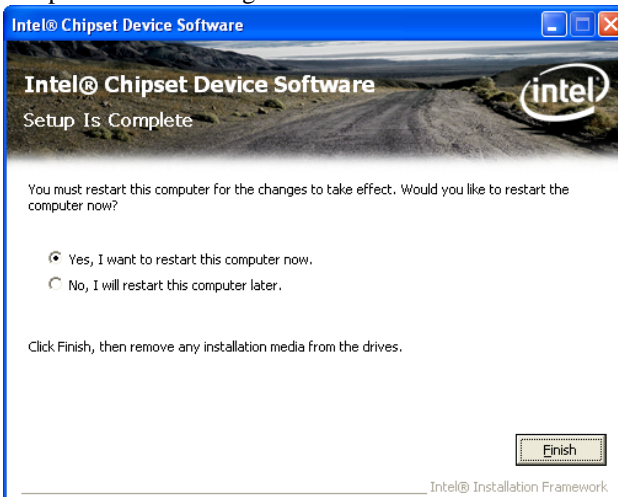 Intel® Chipset Device Software
Intel® Chipset Device Software
intel
Setup Is Complete
You must restart this computer for the changes to take effect. Would you like to restart the
computer now?
Yes, I want to restart this computer now.
No, I will restart this computer later.
Click Finish, then remove any installation media from the drives.
Finish
Intel® Installation Framework